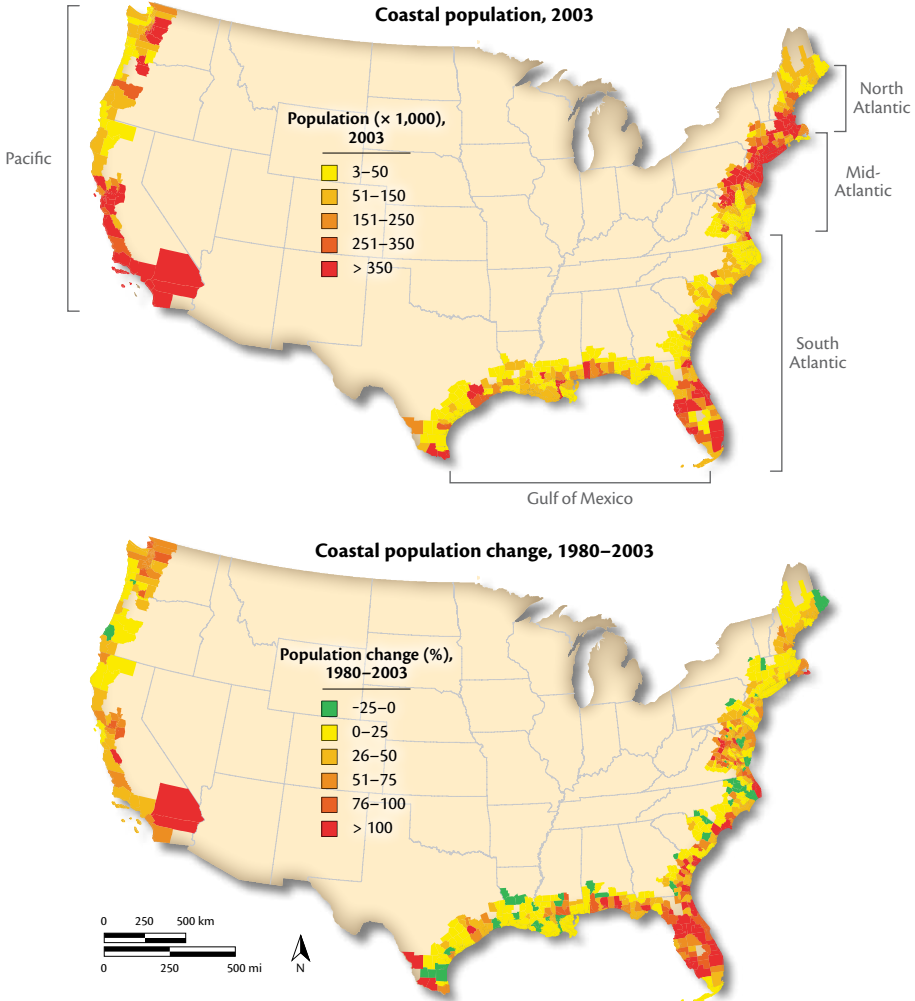 Coastal population, 2003
North
Atlantic
Population (× 1,000),
2003
3–50
51–150
151–250
251–350
> 350
Pacific
Mid-
Atlantic
South
Atlantic
Gulf of Mexico
Coastal population change, 1980–2003
Population change (%),
1980–2003
-25–0
0–25
26–50
51–75
76–100
> 100
0 250 500 km
0 250 500 mi
N